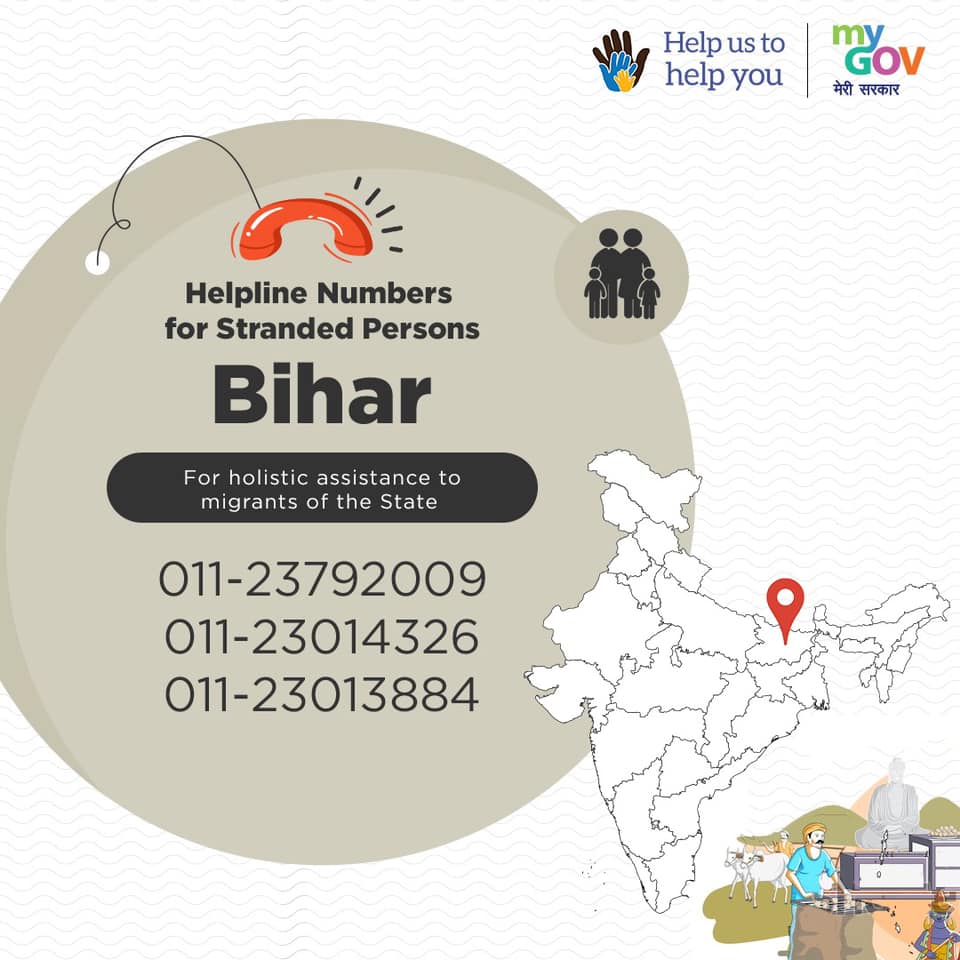 Help us to
help you
my
GOV
मेरी सरकार
Helpline Numbers
for Stranded Persons
Bihar
For holistic assistance to
migrants of the State
011-23792009
011-23014326
011-23013884